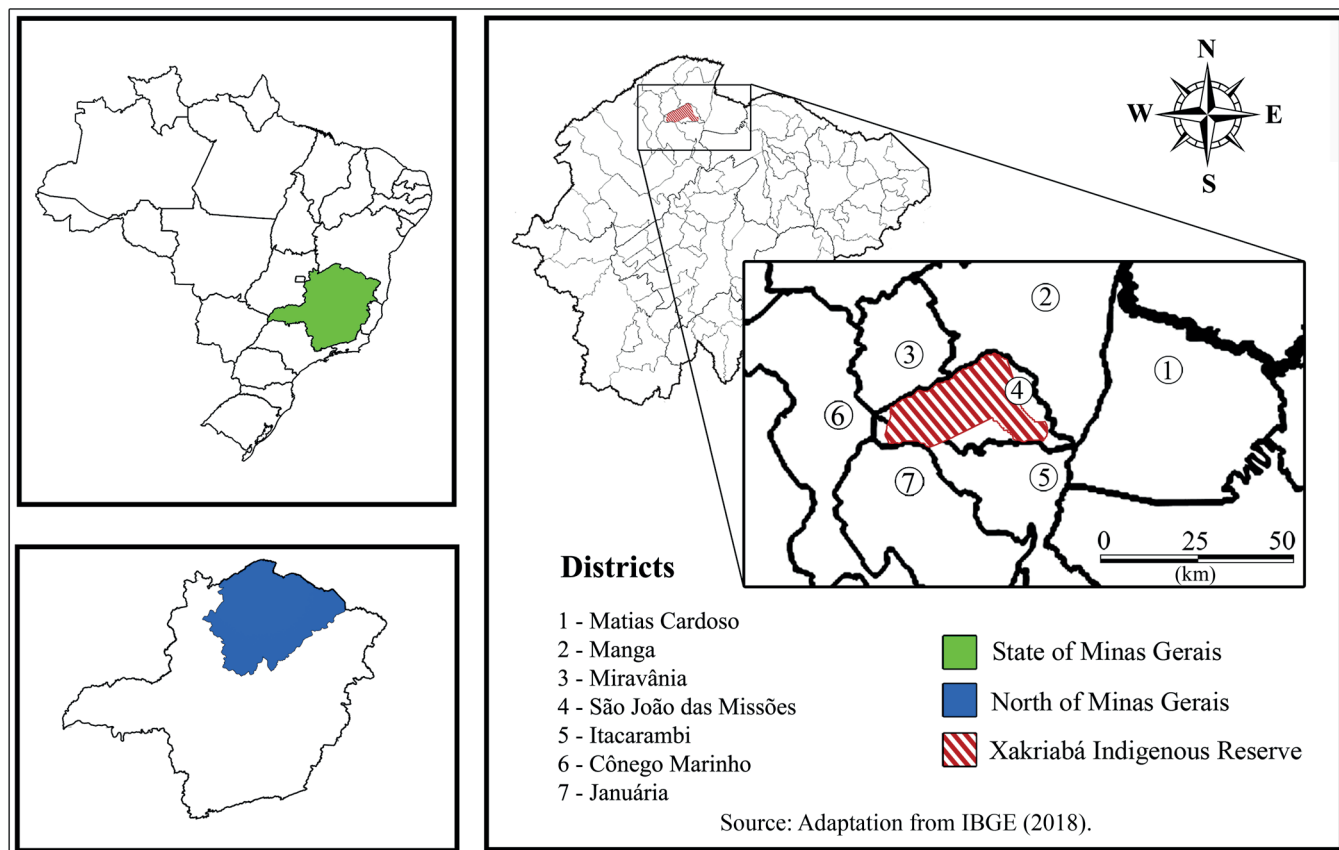 N
W
E
S
2
1
3
4
6
5
7
0 25 50
(km)
Districts
1 - Matias Cardoso
2 - Manga
3 - Miravânia
4 - São João das Missões
5 - Itacarambi
6 - Cônego Marinho
7 - Januária
State of Minas Gerais
North of Minas Gerais
Xakriabá Indigenous Reserve
Source: Adaptation from IBGE (2018).